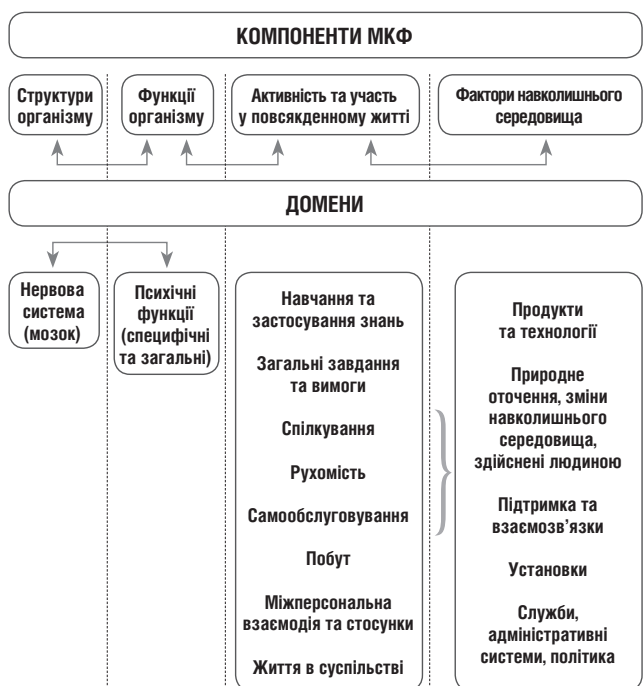 КОМПОНЕНТИ МКФ
Структури
організму
Функції
організму
Активність та участь
у повсякденному житті
Фактори навколишнього
середовища
ДОМЕНИ
Нервова
система
(мозок)
Психічні
функції
(специфічні
та загальні)
Навчання та
застосування знань
Загальні завдання
та вимоги
Спілкування
Рухомість
Самообслуговування
Побут
Міжперсональна
взаємодія та стосунки
Життя в суспільстві
Продукти
та технології
Природне
оточення, зміни
навколишнього
середовища,
здійснені людиною
Підтримка та
взаємозв'язки
Установки
Служби,
адміністративні
системи, політика